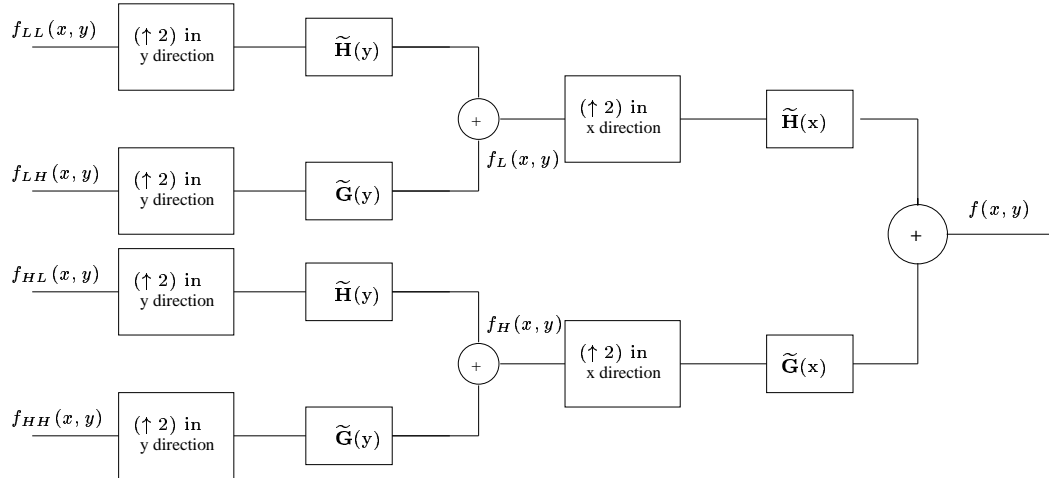 f_{LL}(x, y)
(↑ 2) in
y direction
H̃(y)
+
f_{LH}(x, y)
(↑ 2) in
y direction
G̃(y)
f_L(x, y)
(↑ 2) in
x direction
H̃(x)
f_{HL}(x, y)
(↑ 2) in
y direction
H̃(y)
+
f_{HH}(x, y)
(↑ 2) in
y direction
G̃(y)
f_H(x, y)
(↑ 2) in
x direction
G̃(x)
+
f(x, y)